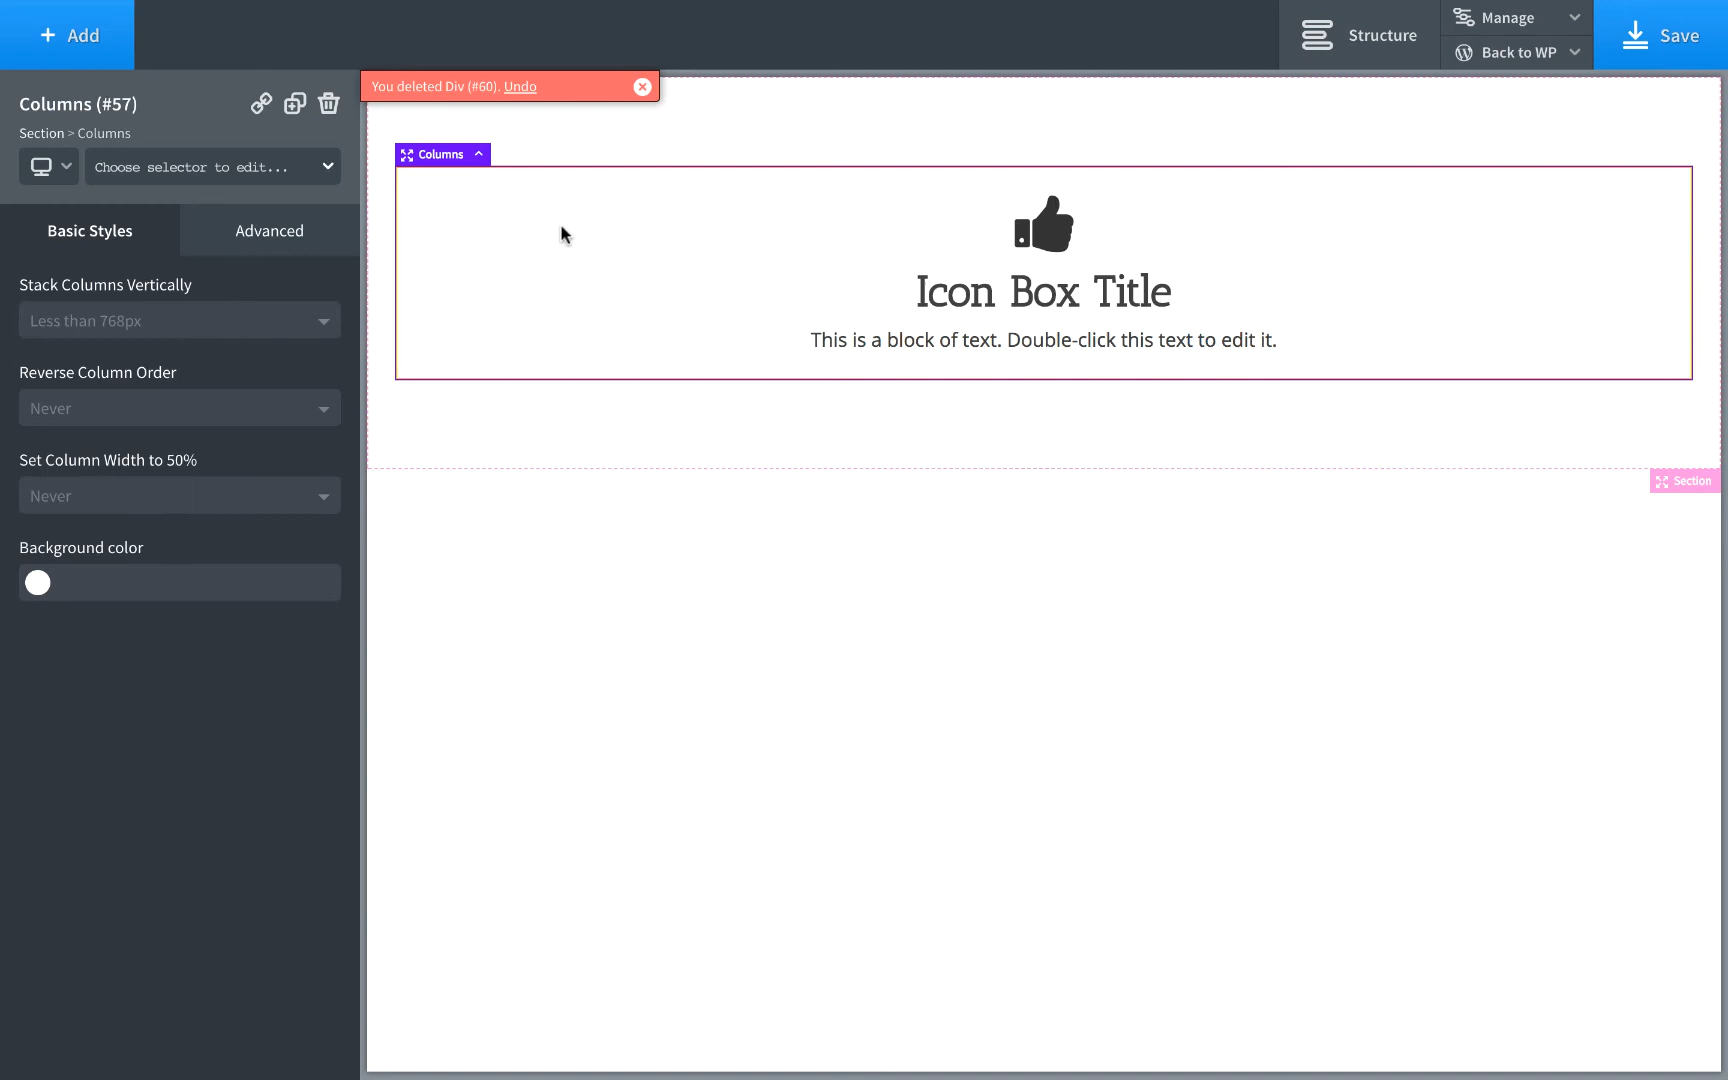 Add
Structure
Manage
Back to WP
Save
Columns (#57)
Section > Columns
Choose selector to edit...
Basic Styles
Advanced
Stack Columns Vertically
Less than 768px
Reverse Column Order
Never
Set Column Width to 50%
Never
Background color
You deleted Div (#60). Undo
Columns
Icon Box Title
This is a block of text. Double-click this text to edit it.
Section